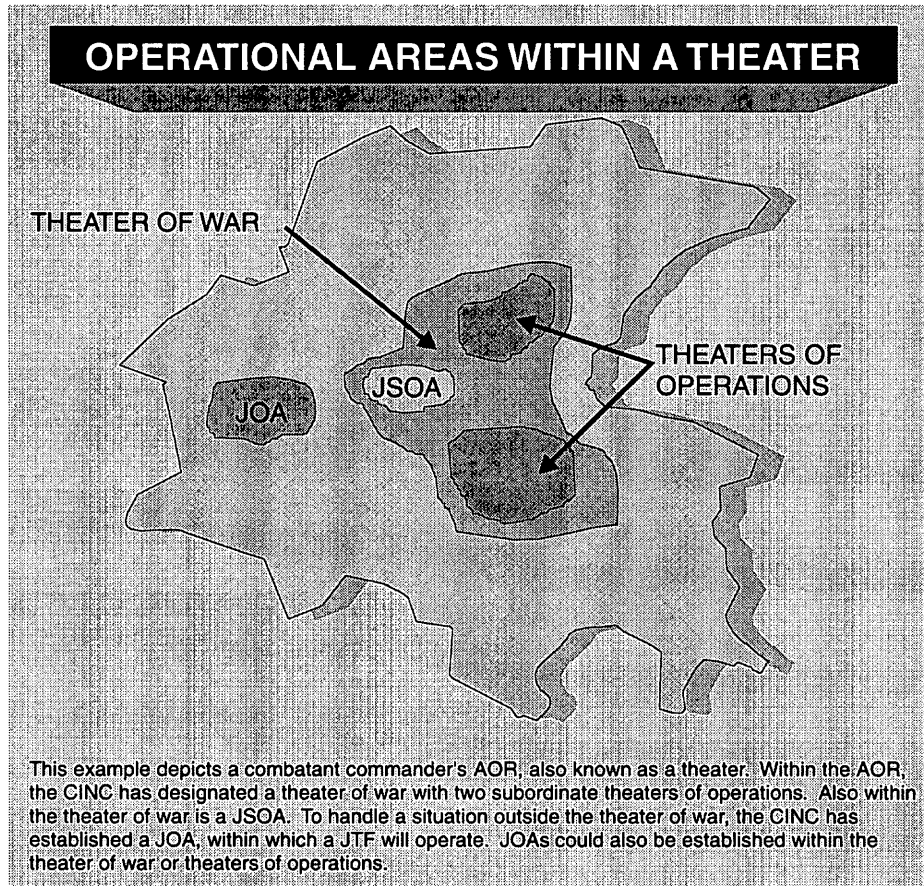 OPERATIONAL AREAS WITHIN A THEATER
THEATER OF WAR
THEATERS OF
OPERATIONS
JSOA
JOA
This example depicts a combatant commander's AOR, also known as a theater. Within the AOR,
the CINC has designated a theater of war with two subordinate theaters of operations. Also within
the theater of war is a JSOA. To handle a situation outside the theater of war, the CINC has
established a JOA, within which a JTF will operate. JOAs could also be established within the
theater of war or theaters of operations.